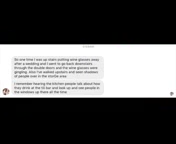 So one time I was up stairs putting wine glasses away
after a wedding and I went to go back downstairs
through the double doors and the wine glasses were
gingling. Also I've walked upstairs and seen shadows
of people over in the middle area
I remember hearing the kitchen people talk about how
they drink at the 50 bar and look up and see people in
the windows up there all the time